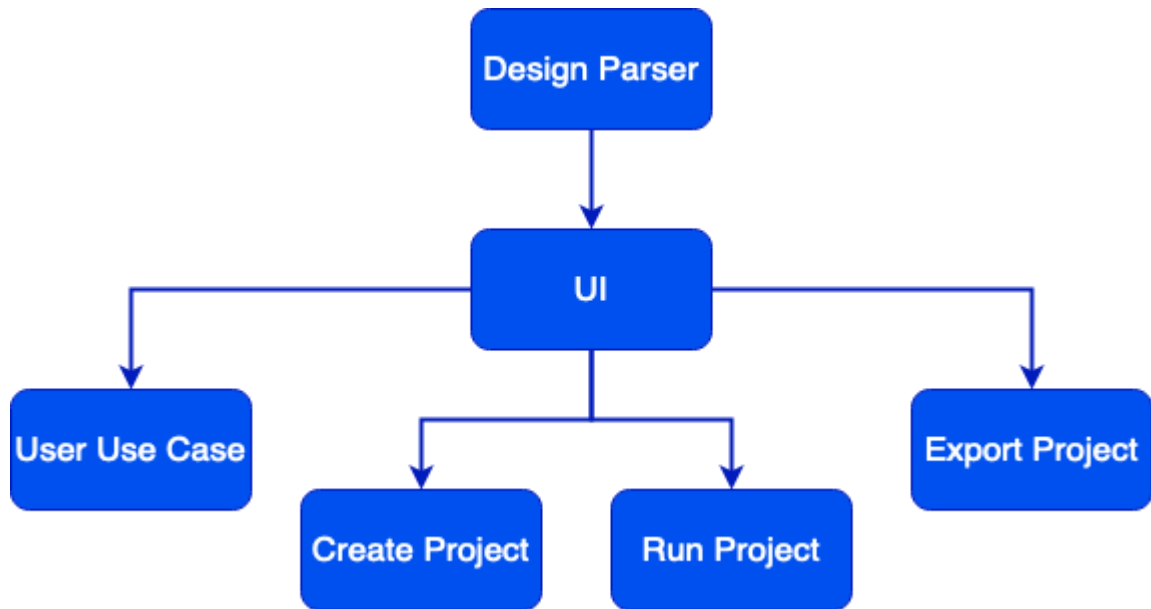 Design Parser
UI
User Use Case
Export Project
Create Project
Run Project